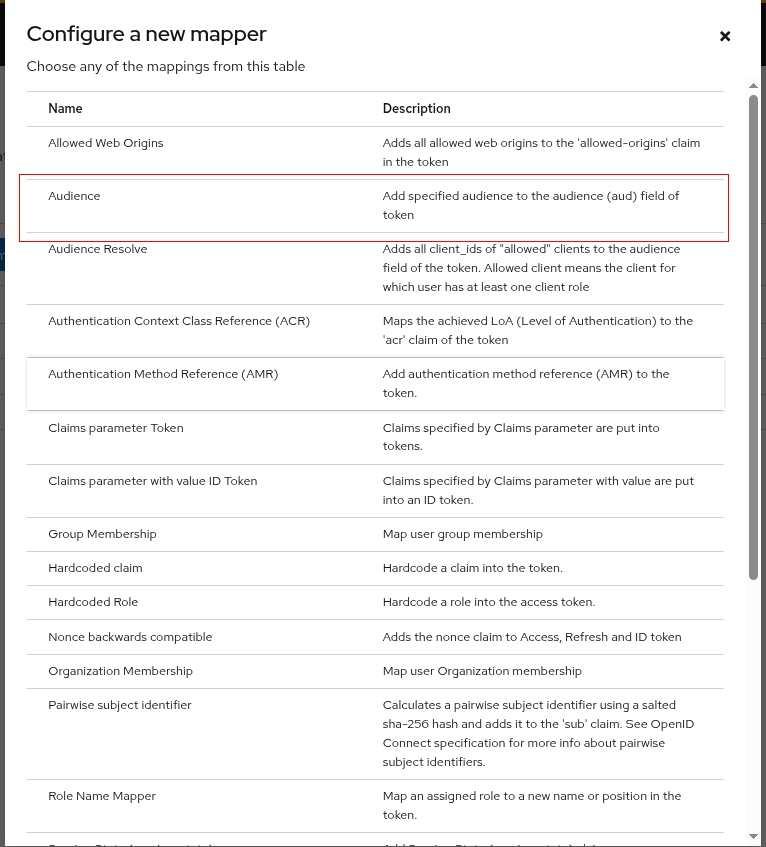 Configure a new mapper
Choose any of the mappings from this table
Name Description
Allowed Web Origins Adds all allowed web origins to the 'allowed-origins' claim
in the token
Audience Add specified audience to the audience (aud) field of
token
Audience Resolve Adds all client_ids of "allowed" clients to the audience
field of the token. Allowed client means the client for
which user has at least one client role
Authentication Context Class Reference (ACR) Maps the achieved LoA (Level of Authentication) to the
'acr' claim of the token
Authentication Method Reference (AMR) Add authentication method reference (AMR) to the
token.
Claims parameter Token Claims specified by Claims parameter are put into
tokens.
Claims parameter with value ID Token Claims specified by Claims parameter with value are put
into an ID token.
Group Membership Map user group membership
Hardcoded claim Hardcode a claim into the token.
Hardcoded Role Hardcode a role into the access token.
Nonce backwards compatible Adds the nonce claim to Access, Refresh and ID token
Organization Membership Map user Organization membership
Pairwise subject identifier Calculates a pairwise subject identifier using a salted
sha-256 hash and adds it to the 'sub' claim. See OpenID
Connect specification for more info about pairwise
subject identifiers.
Role Name Mapper Map an assigned role to a new name or position in the
token.